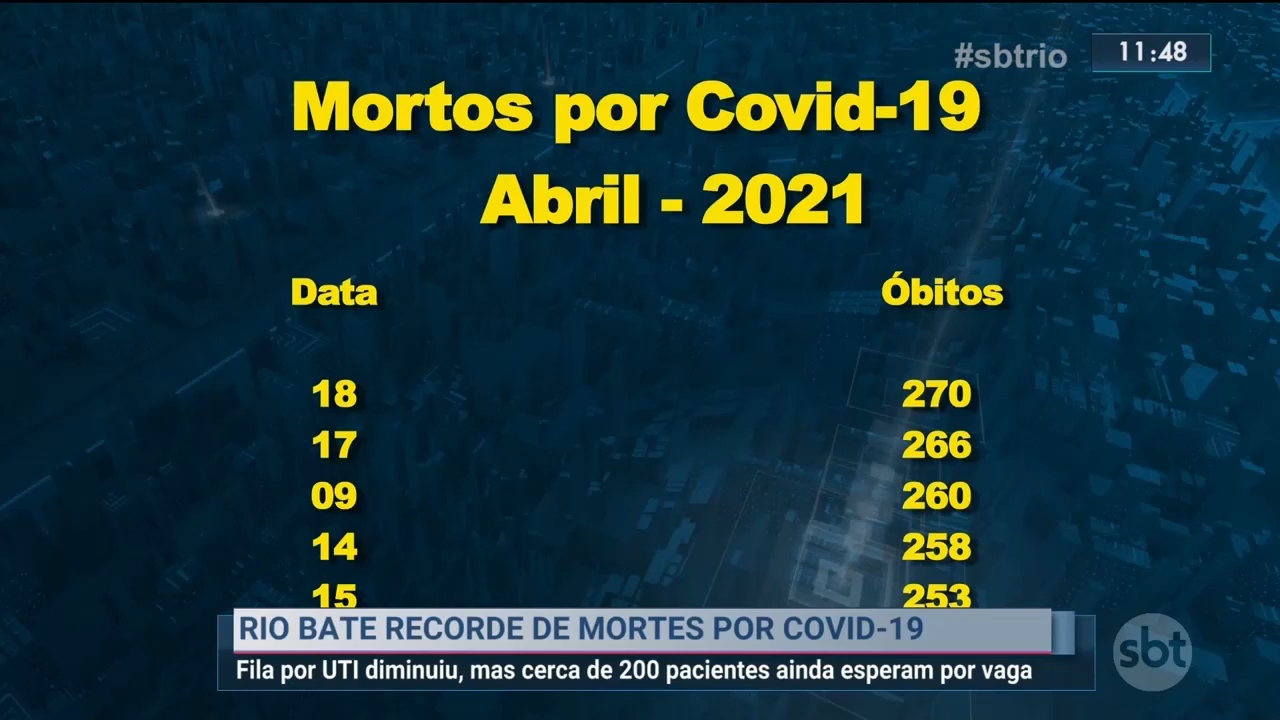 #sbtrio 11:48
Mortos por Covid-19
Abril - 2021
Data Óbitos
18 270
17 266
09 260
14 258
15 253
RIO BATE RECORDE DE MORTES POR COVID-19
Fila por UTI diminuiu, mas cerca de 200 pacientes ainda esperam por vaga
sbt